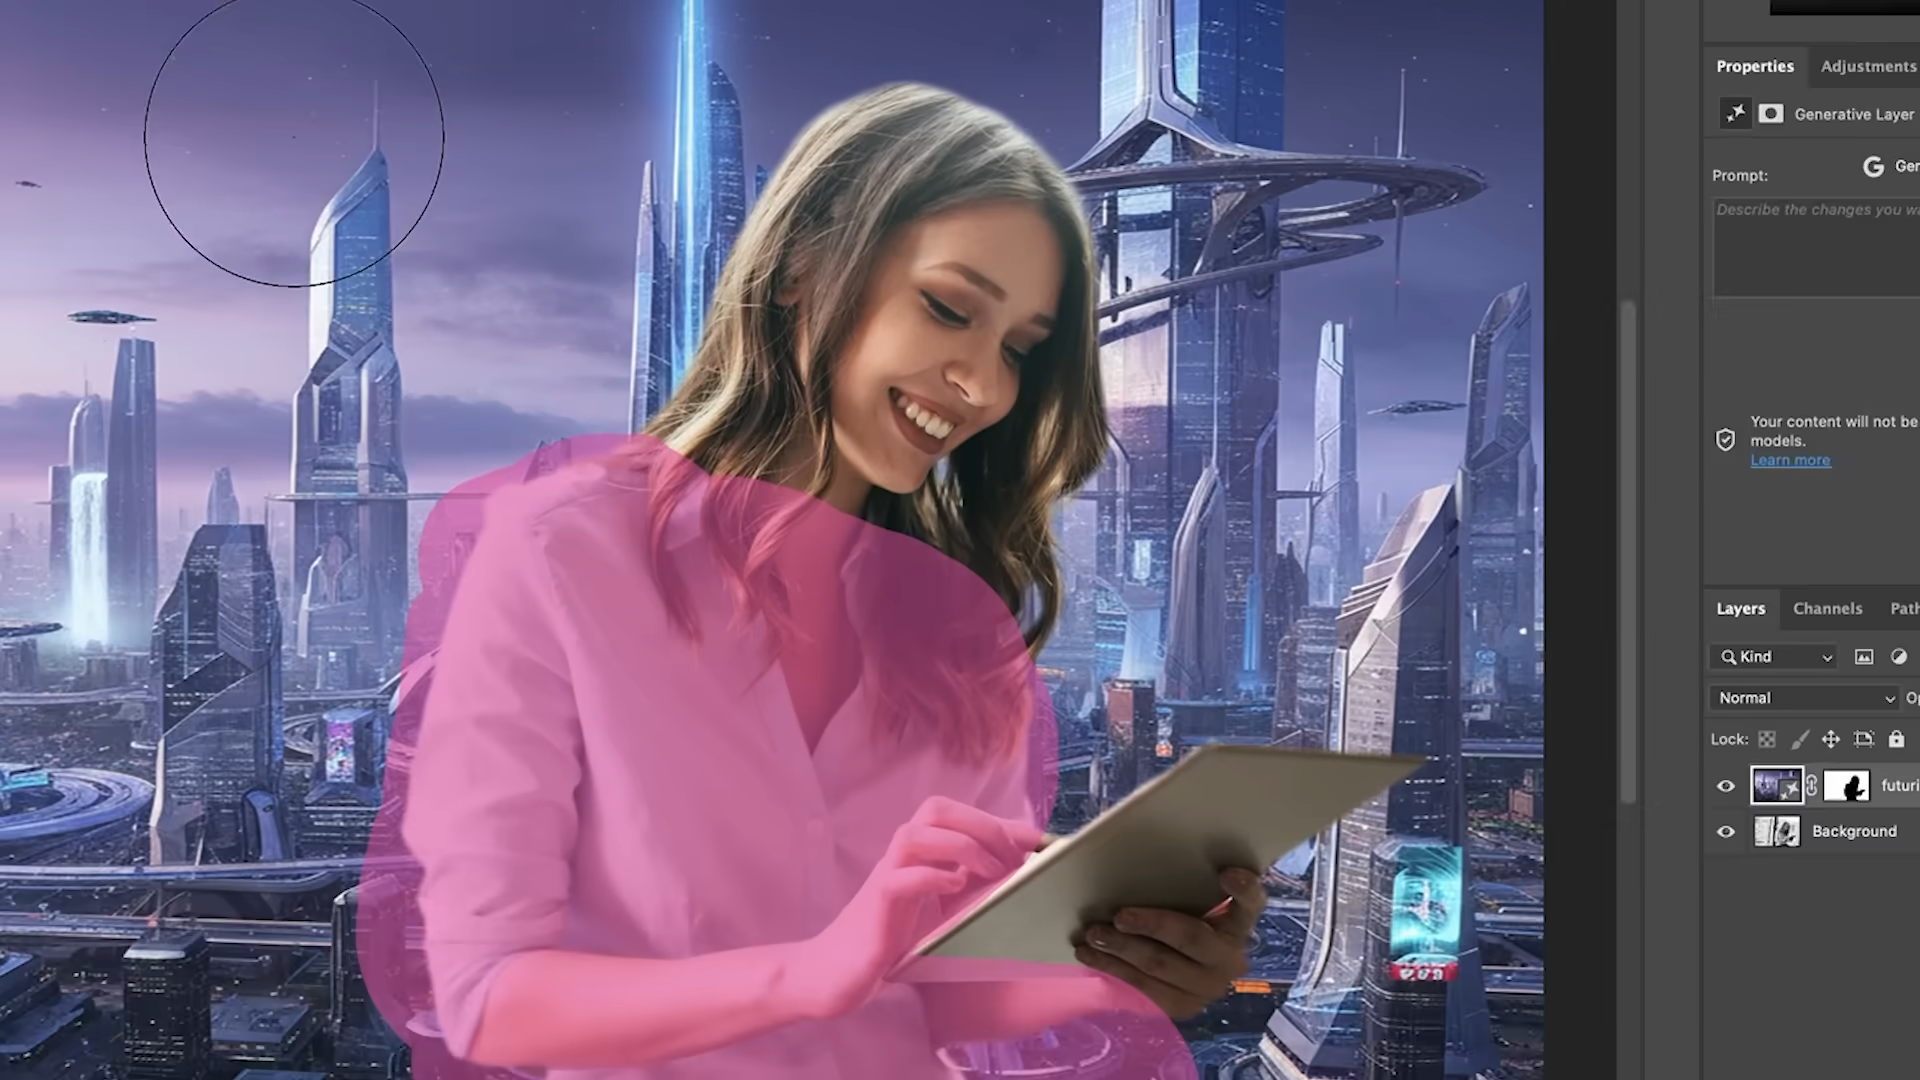 Properties
Adjustments
Generative Layer
Prompt:
Describe the changes you
Your content will not be
models.
Learn more
Layers
Channels
Kind
Normal
Lock:
Background